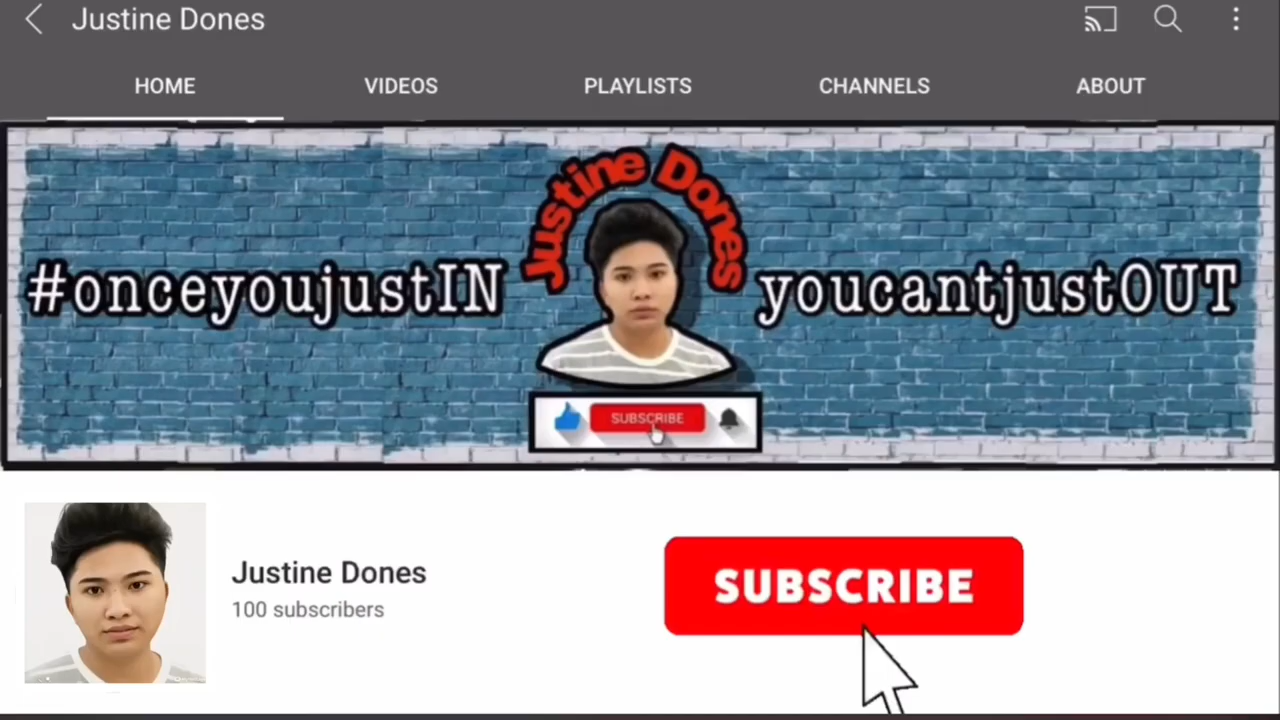 Justine Dones
HOME VIDEOS PLAYLISTS CHANNELS ABOUT
Justine Dones
#onceyoujustIN youcantjustOUT
SUBSCRIBE
Justine Dones
100 subscribers
SUBSCRIBE